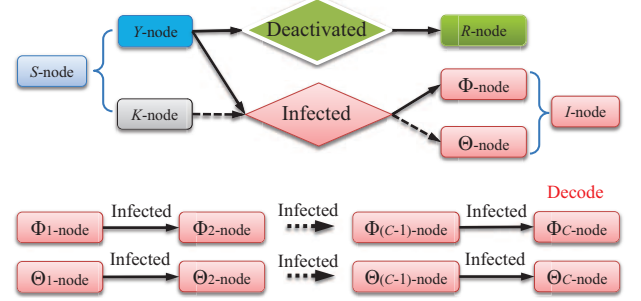 Y-node
Deactivated
R-node
S-node
K-node
Infected
Φ-node
Θ-node
I-node
Decode
Φ1-node
Infected
Φ2-node
Infected
Φ(C-1)-node
Infected
ΦC-node
Θ1-node
Infected
Θ2-node
Infected
Θ(C-1)-node
Infected
ΘC-node